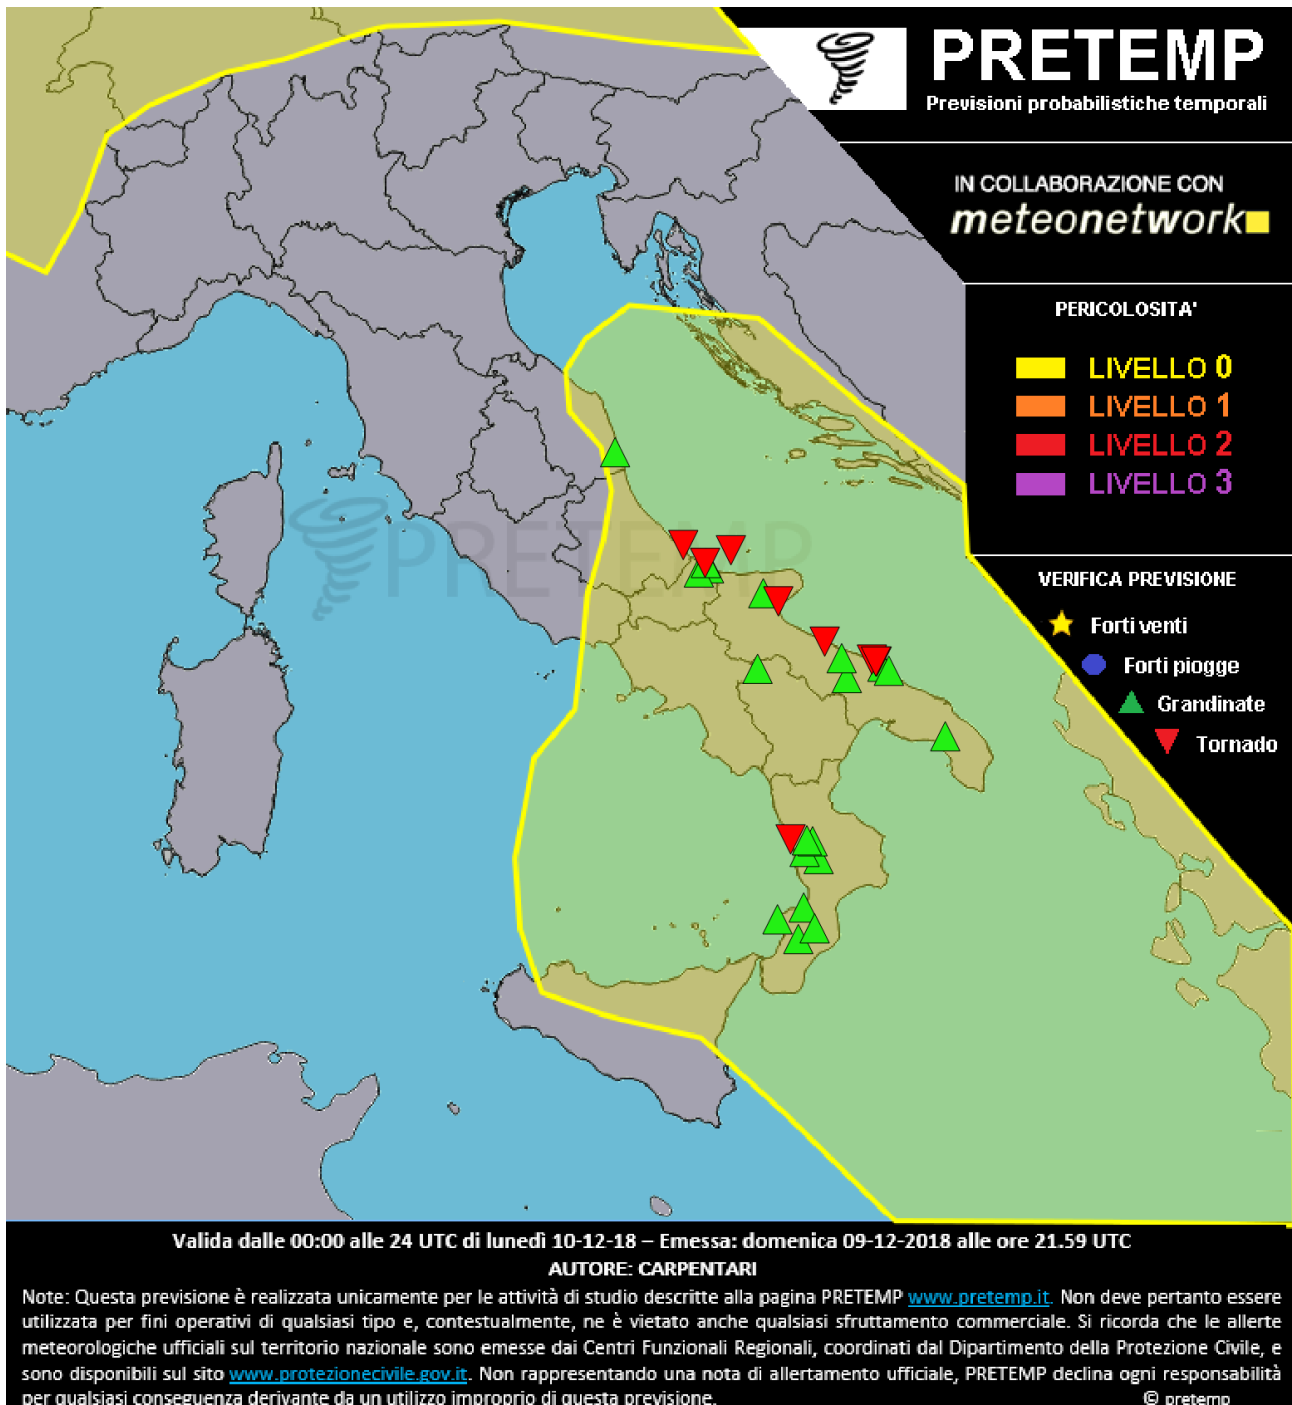 PRETEMP
Previsioni probabilistiche temporali
IN COLLABORAZIONE CON
meteonetwork
PERICOLOSITA'
LIVELLO 0
LIVELLO 1
LIVELLO 2
LIVELLO 3
VERIFICA PREVISIONE
Forti venti
Forti piogge
Grandinate
Tornado
PRETEMP
Valida dalle 00:00 alle 24 UTC di lunedì 10-12-18 – Emessa: domenica 09-12-2018 alle ore 21.59 UTC
AUTORE: CARPENTARI
Note: Questa previsione è realizzata unicamente per le attività di studio descritte alla pagina PRETEMP www.pretemp.it. Non deve pertanto essere
utilizzata per fini operativi di qualsiasi tipo e, contestualmente, ne è vietato anche qualsiasi sfruttamento commerciale. Si ricorda che le allerte
meteorologiche ufficiali sul territorio nazionale sono emesse dai Centri Funzionali Regionali, coordinati dal Dipartimento della Protezione Civile, e
sono disponibili sul sito www.protezionecivile.gov.it. Non rappresentando una nota di allertamento ufficiale, PRETEMP declina ogni responsabilità
per qualsiasi conseguenza derivante da un utilizzo improprio di questa previsione.
© pretemp